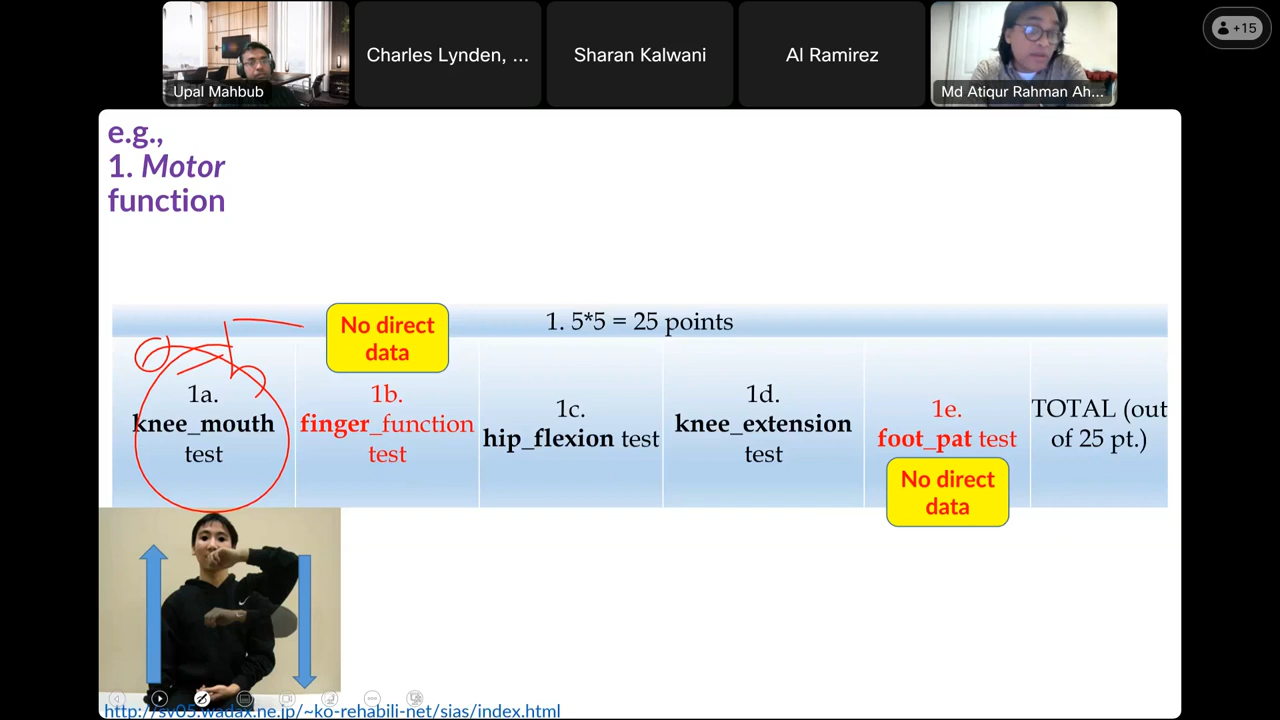 Upal Mahbub
Charles Lynden, ...
Sharan Kalwani
Al Ramirez
Md Atiqur Rahman Ah...
+15
e.g.,
1. Motor
function
1. 5*5 = 25 points
No direct
data
1a.
knee_mouth
test
1b.
finger_function
test
1c.
hip_flexion test
1d.
knee_extension
test
1e.
foot_pat test
No direct
data
TOTAL (out
of 25 pt.)
http://sv05.wadax.ne.jp/~ko-rehabili-net/sias/index.html